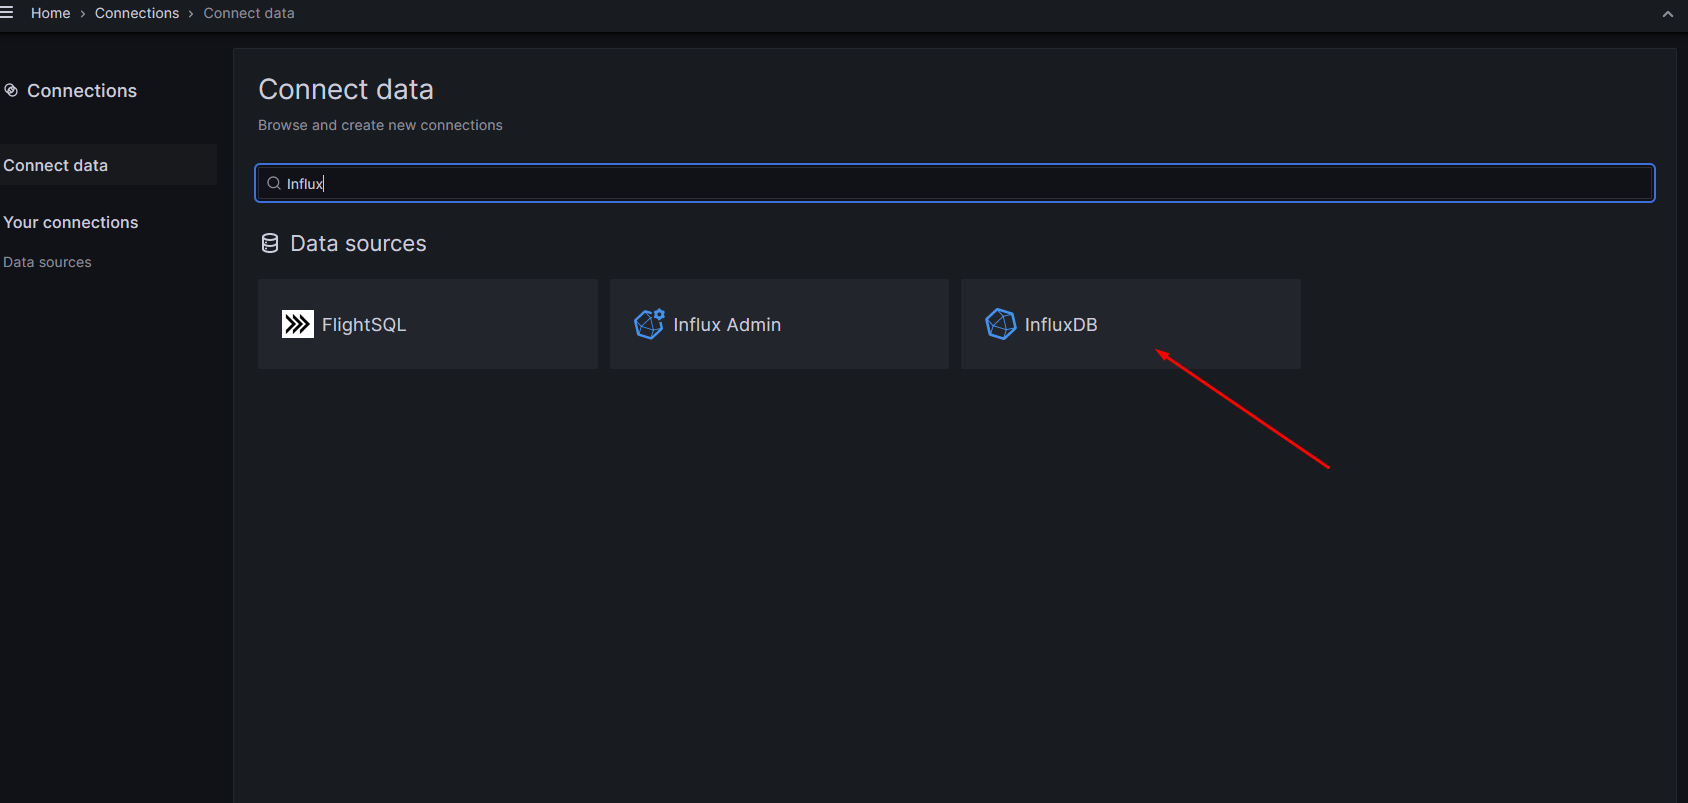 Home › Connections › Connect data
Connections
Connect data
Your connections
Data sources
Connect data
Browse and create new connections
Influx
Data sources
FlightSQL
Influx Admin
InfluxDB